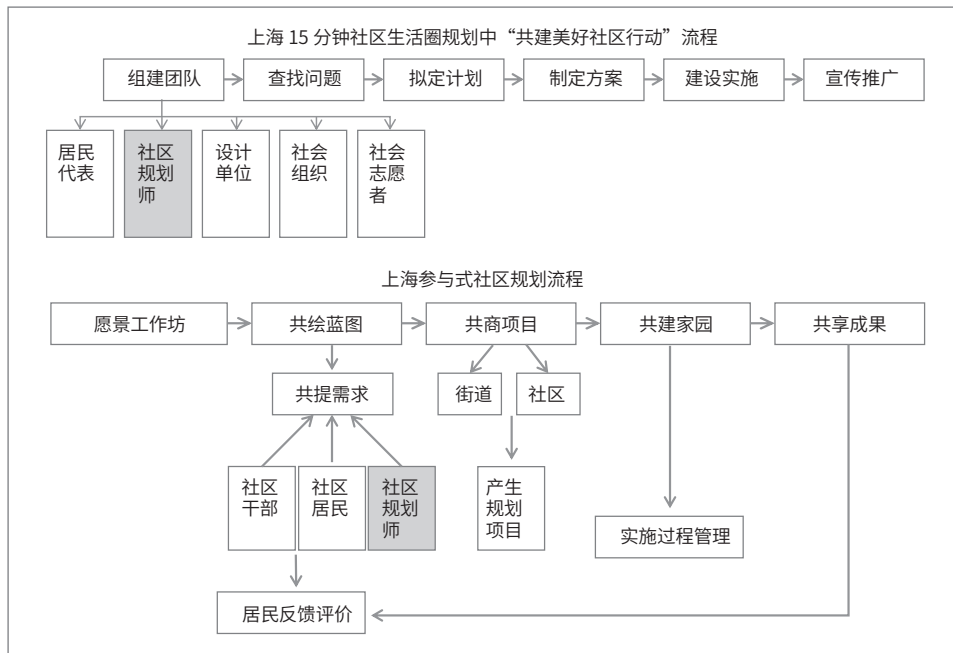 上海 15 分钟社区生活圈规划中“共建美好社区行动”流程
组建团队
查找问题
拟定计划
制定方案
建设实施
宣传推广
居民
代表
社区
规划
师
设计
单位
社会
组织
社会
志愿
者
上海参与式社区规划流程
愿景工作坊
共绘蓝图
共商项目
共建家园
共享成果
共提需求
街道
社区
社区
干部
社区
居民
社区
规划
师
产生
规划
项目
实施过程管理
居民反馈评价